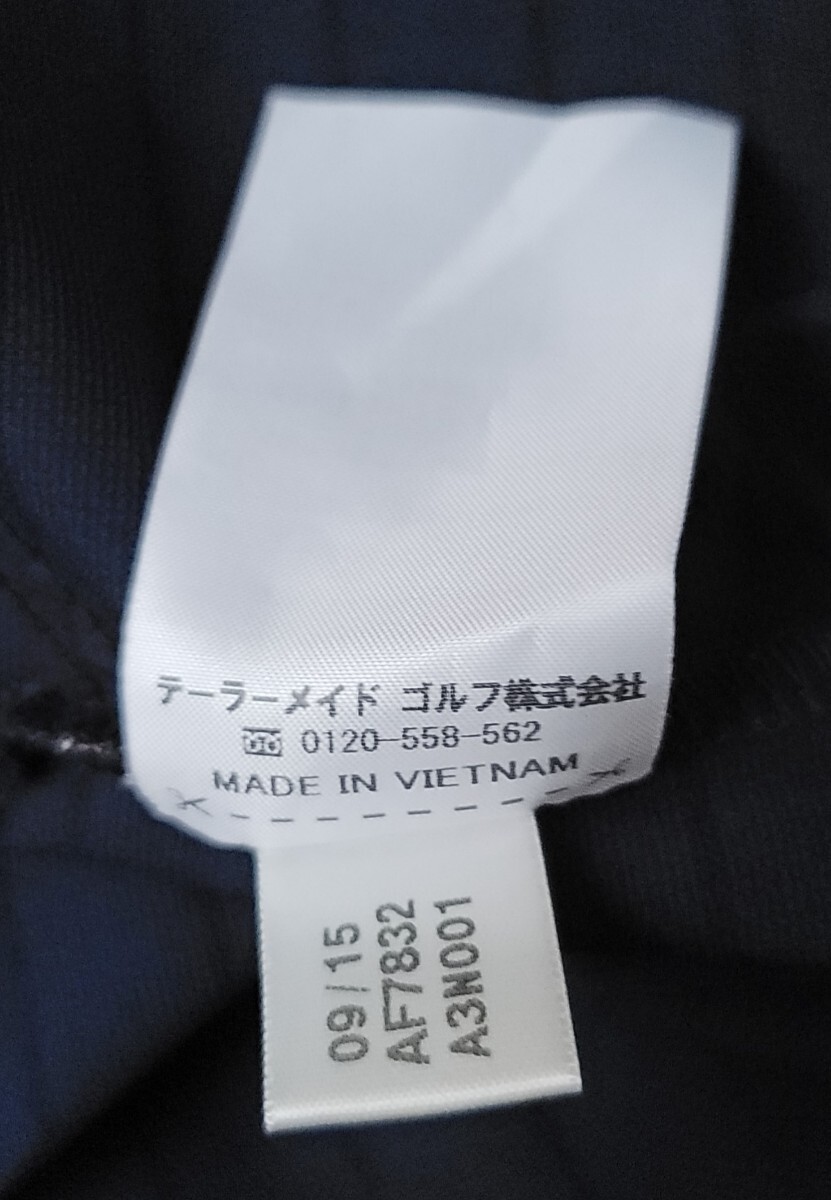 テーラーメイド ゴルフ株式会社
0120-558-562
MADE IN VIETNAM
09/15
AF7832
A3N001